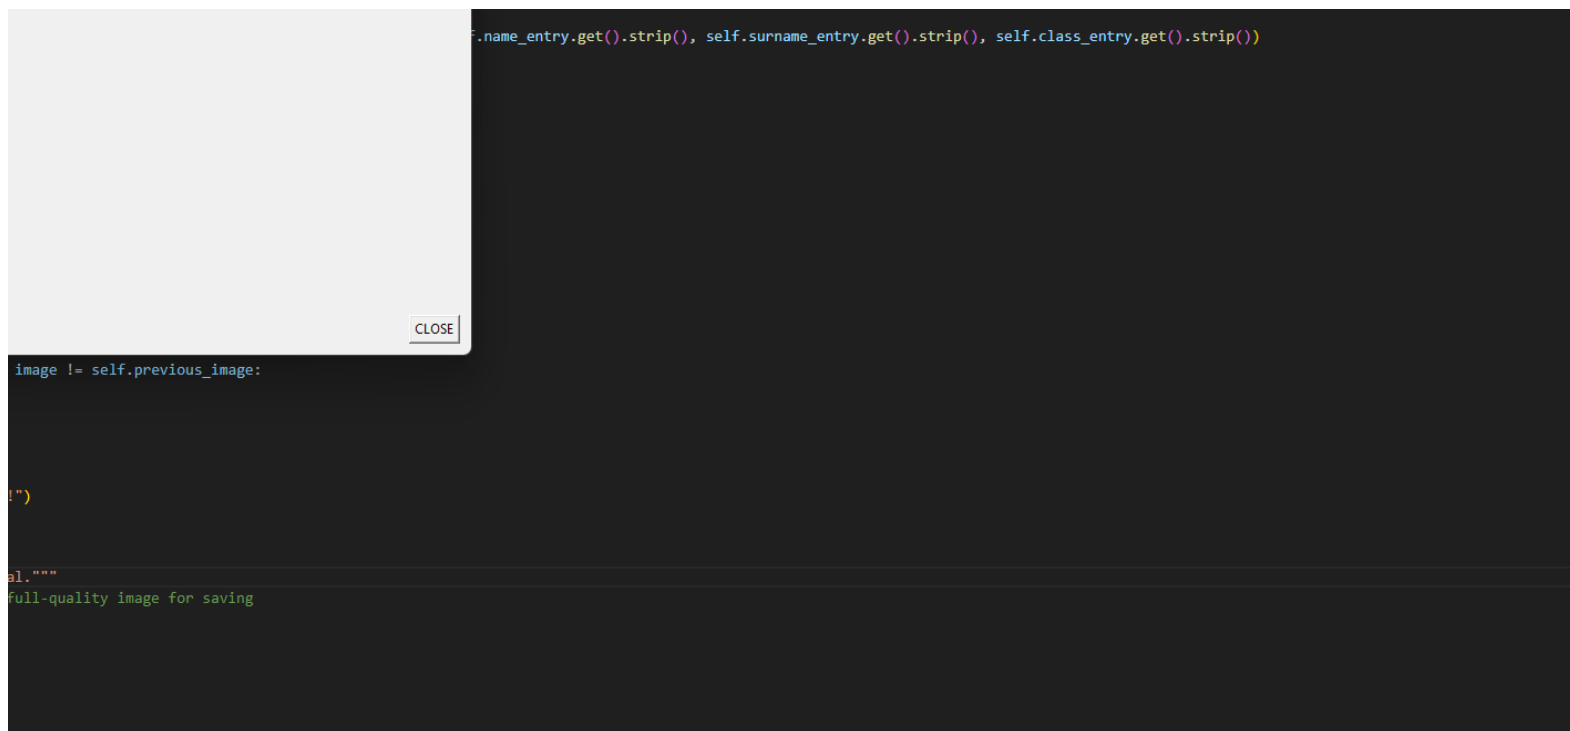 .name_entry.get().strip(), self.surname_entry.get().strip(), self.class_entry.get().strip())
CLOSE
image != self.previous_image:
!")
al."""
full-quality image for saving